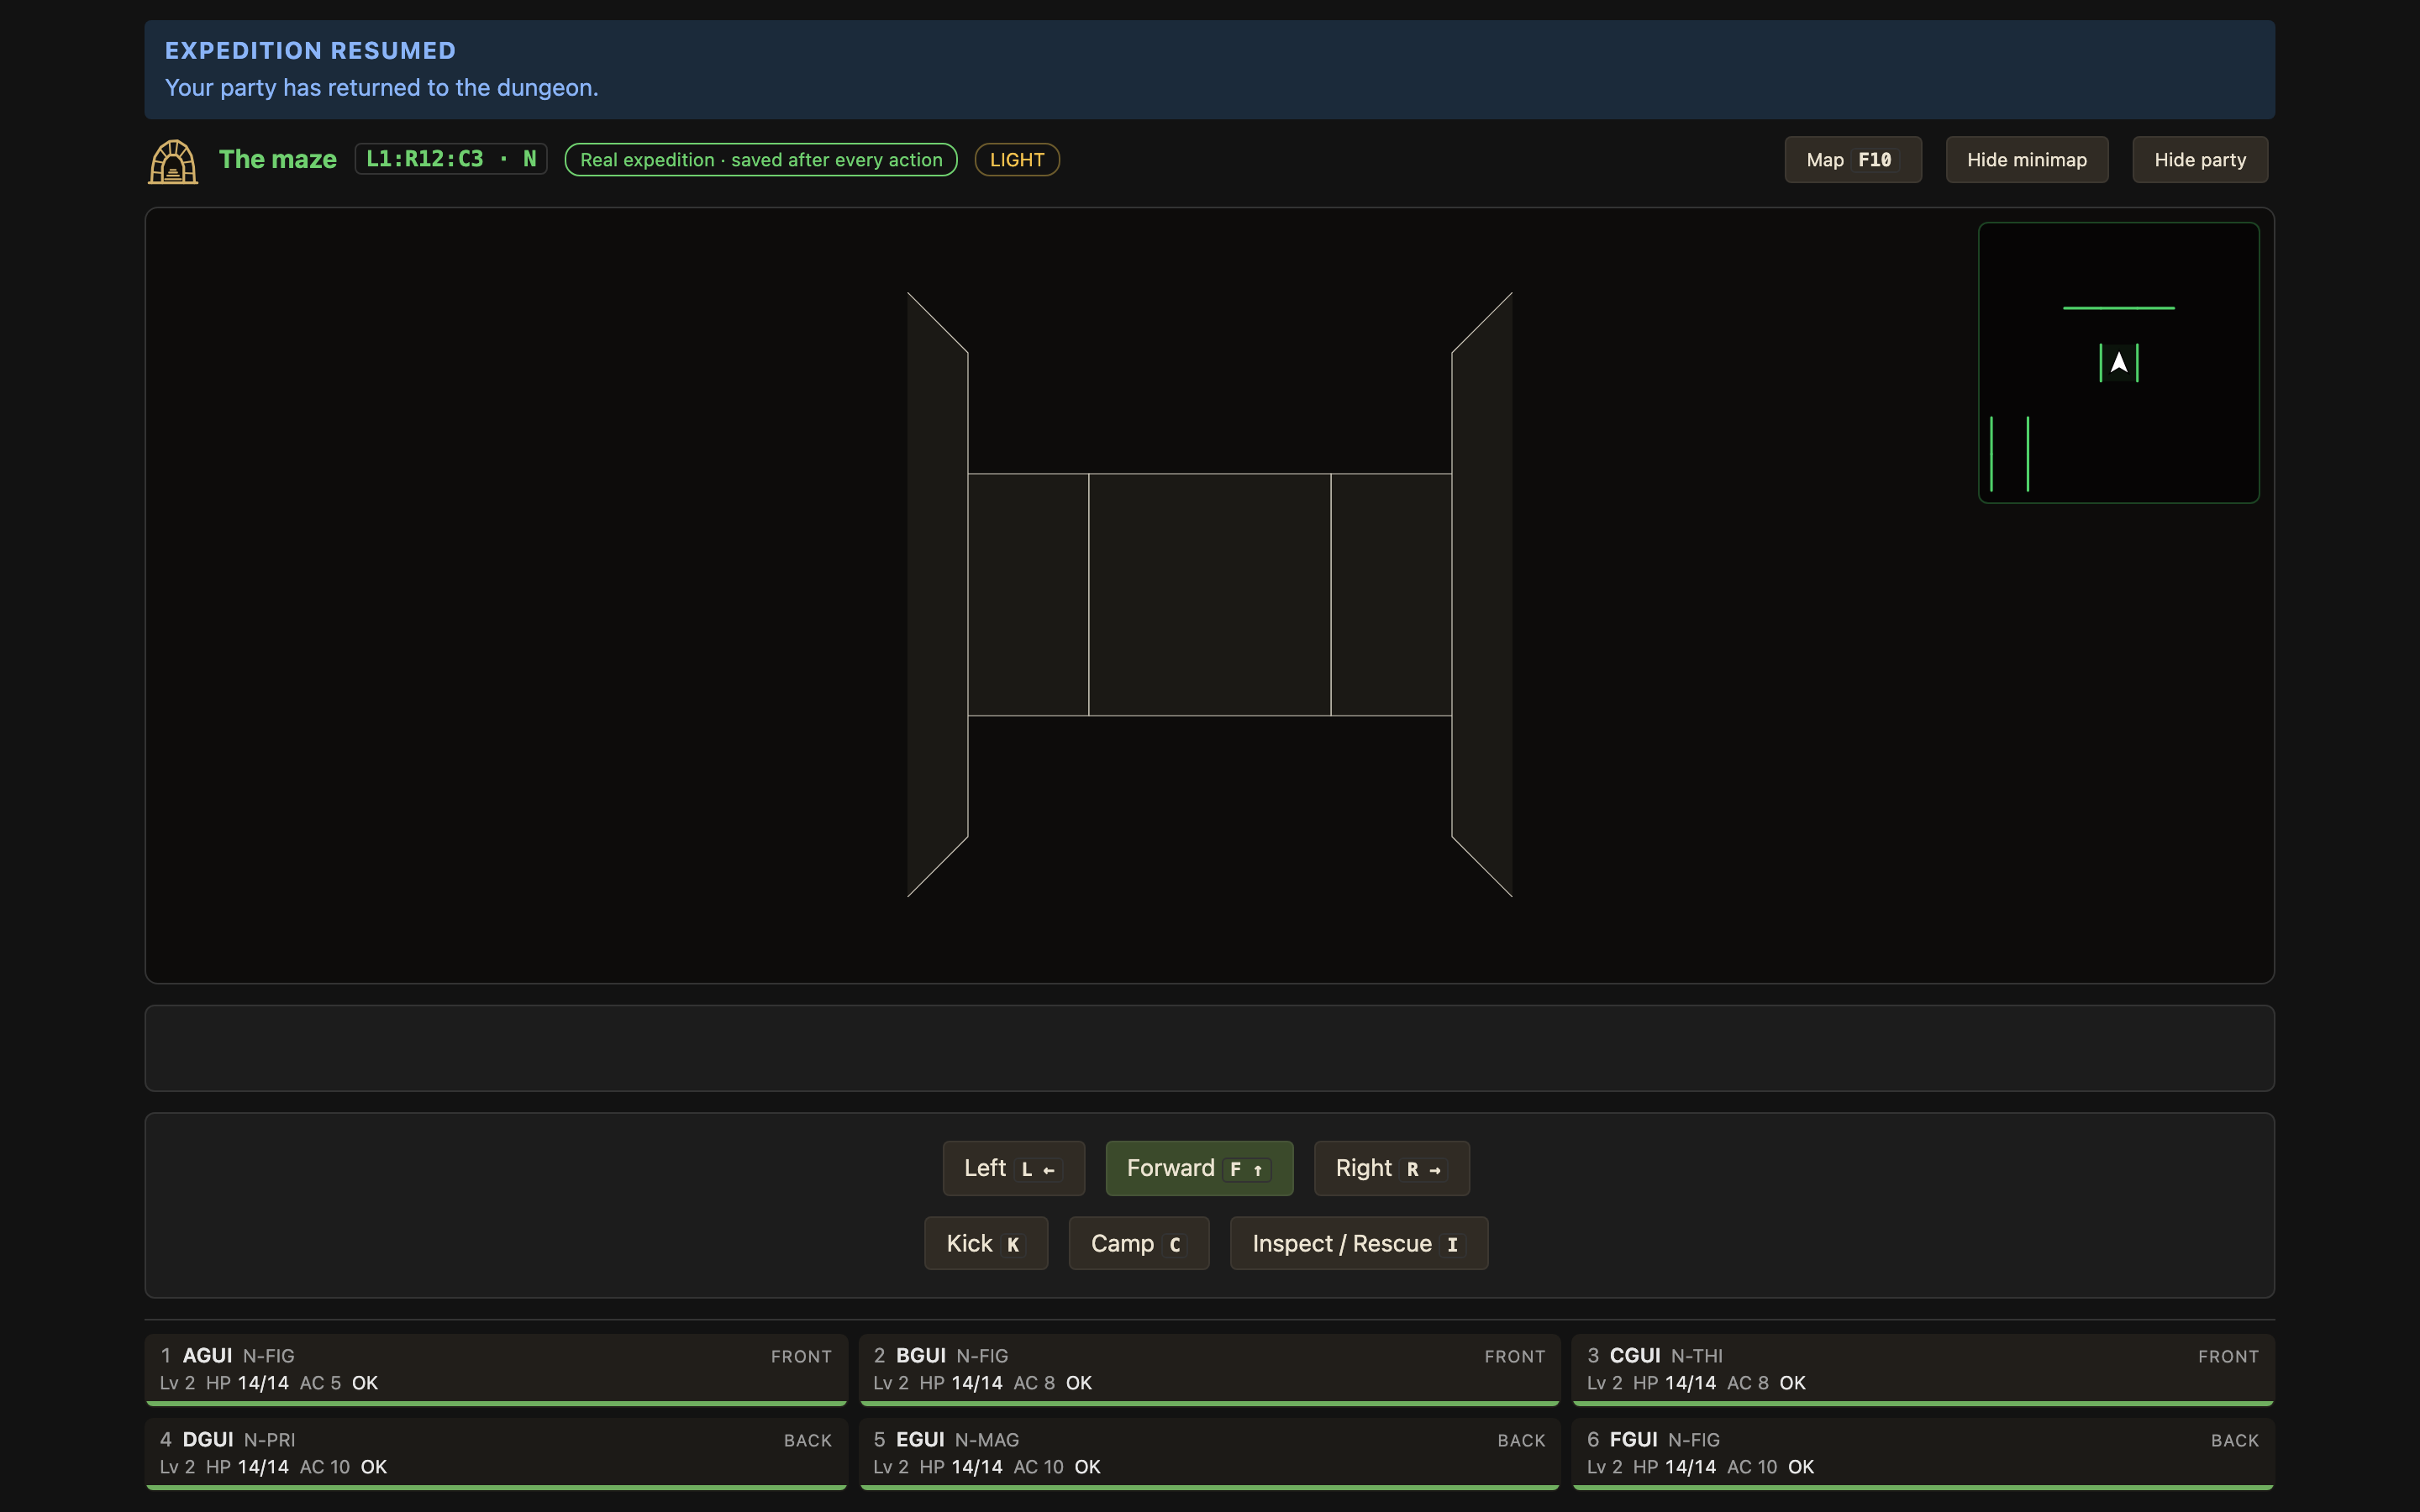 EXPEDITION RESUMED
Your party has returned to the dungeon.
The maze L1:R12:C3 · N Real expedition · saved after every action LIGHT Map F10 Hide minimap Hide party
Left L ← Forward F ↑ Right R →
Kick K Camp C Inspect / Rescue I
1 AGUI N-FIG FRONT
Lv 2 HP 14/14 AC 5 OK
2 BGUI N-FIG FRONT
Lv 2 HP 14/14 AC 8 OK
3 CGUI N-THI FRONT
Lv 2 HP 14/14 AC 8 OK
4 DGUI N-PRI BACK
Lv 2 HP 14/14 AC 10 OK
5 EGUI N-MAG BACK
Lv 2 HP 14/14 AC 10 OK
6 FGUI N-FIG BACK
Lv 2 HP 14/14 AC 10 OK